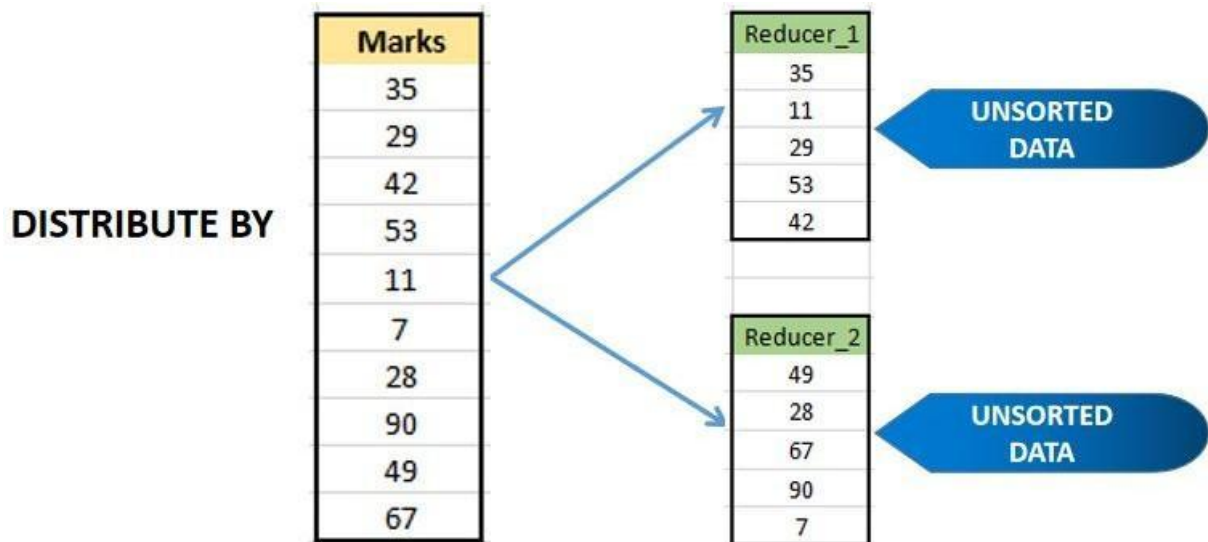 DISTRIBUTE BY
Marks
35
29
42
53
11
7
28
90
49
67
Reducer_1
35
11
29
53
42
UNSORTED
DATA
Reducer_2
49
28
67
90
7
UNSORTED
DATA